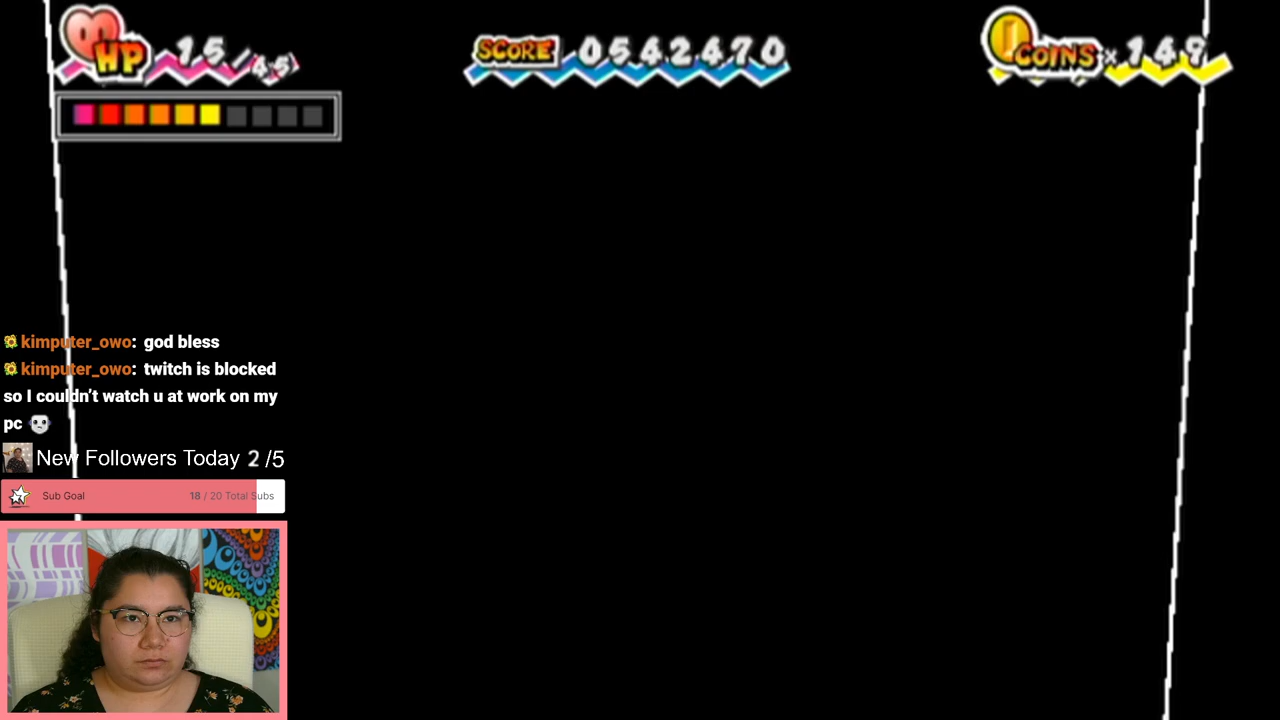 HP 15/45
SCORE 0542470
COINS × 149
kimputer_owo: god bless
kimputer_owo: twitch is blocked
so I couldn't watch u at work on my
pc
New Followers Today 2 /5
Sub Goal 18 / 20 Total Subs